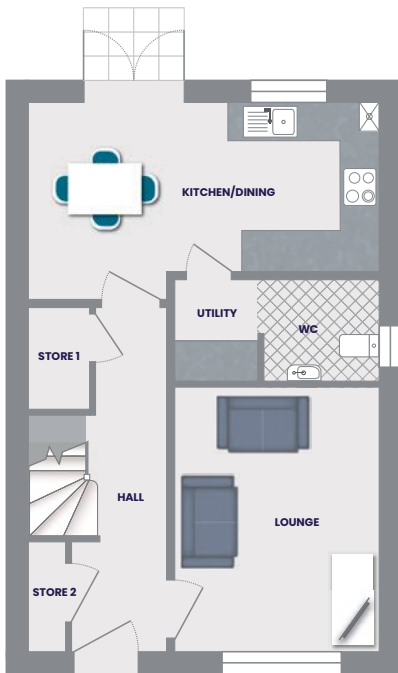 KITCHEN/DINING
UTILITY
WC
STORE 1
HALL
LOUNGE
STORE 2